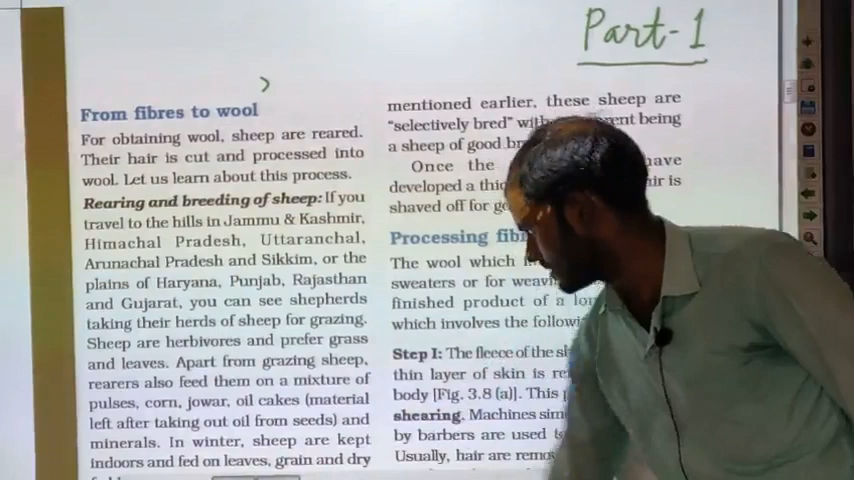 Part-1
From fibres to wool
For obtaining wool, sheep are reared.
Their hair is cut and processed into
wool. Let us learn about this process.
Rearing and breeding of sheep: If you
travel to the hills in Jammu & Kashmir,
Himachal Pradesh, Uttaranchal,
Arunachal Pradesh and Sikkim, or the
plains of Haryana, Punjab, Rajasthan
and Gujarat, you can see shepherds
taking their herds of sheep for grazing.
Sheep are herbivores and prefer grass
and leaves. Apart from grazing sheep,
rearers also feed them on a mixture of
pulses, corn, jowar, oil cakes (material
left after taking out oil from seeds) and
minerals. In winter, sheep are kept
indoors and fed on leaves, grain and dry
mentioned earlier, these sheep are
"selectively bred" being
a sheep of good
Once the have
developed a is
shaved off for
Processing
The wool which
sweaters or for
finished product of a
which involves the
Step I: The fleece of the
thin layer of skin is
body [Fig. 3.8 (a)]. This
shearing. Machines
by barbers are used
Usually, hair are